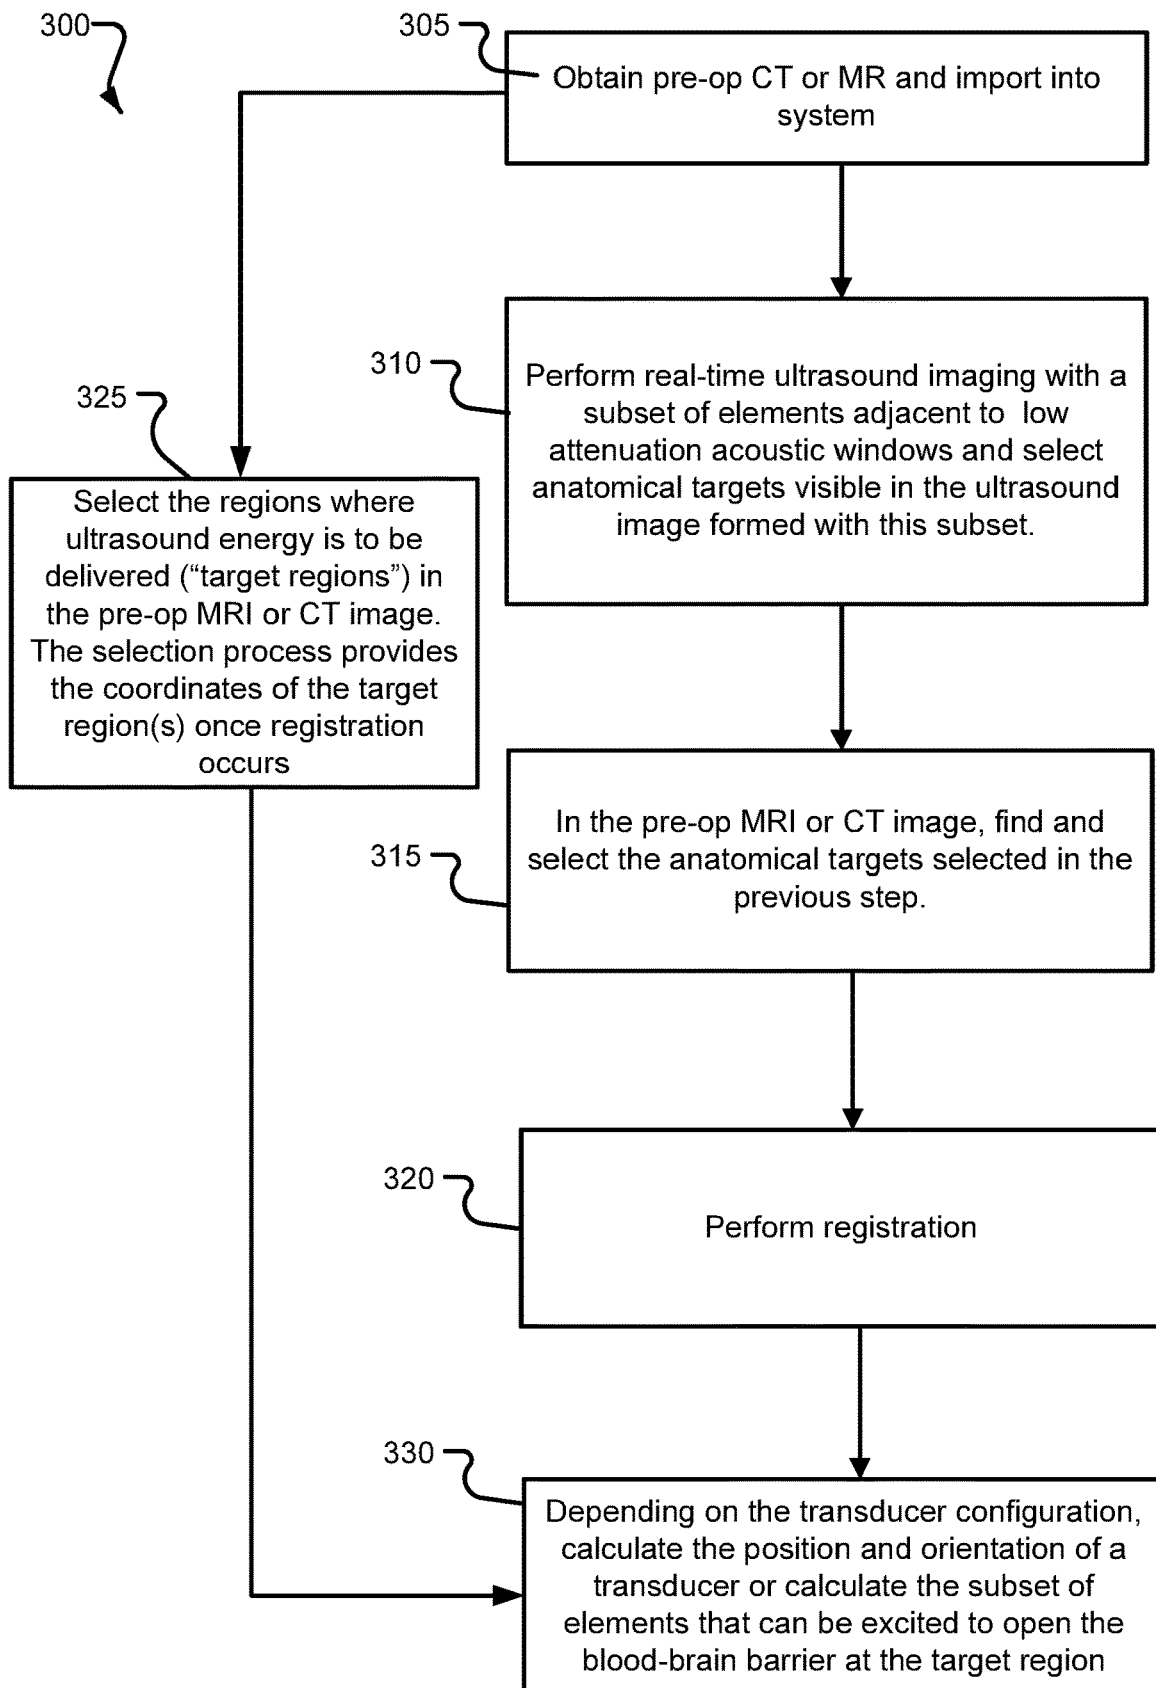 300
305
Obtain pre-op CT or MR and import into
system
310
Perform real-time ultrasound imaging with a
subset of elements adjacent to  low
attenuation acoustic windows and select
anatomical targets visible in the ultrasound
image formed with this subset.
325
Select the regions where
ultrasound energy is to be
delivered (“target regions”) in
the pre-op MRI or CT image.
The selection process provides
the coordinates of the target
region(s) once registration
occurs
315
In the pre-op MRI or CT image, find and
select the anatomical targets selected in the
previous step.
320
Perform registration
330
Depending on the transducer configuration,
calculate the position and orientation of a
transducer or calculate the subset of
elements that can be excited to open the
blood-brain barrier at the target region